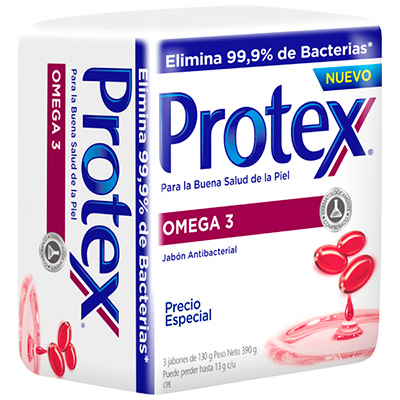 Elimina 99,9% de Bacterias*
NUEVO
Protex®
Para la Buena Salud de la Piel
OMEGA 3
Jabón Antibacterial
Precio
Especial
3 jabones de 130 g Peso Neto 390 g
Puede perder hasta 13 g c/u
CPE
Elimina 99,9% de Bacterias*
Protex
Para la Buena Salud
de la Piel
OMEGA 3